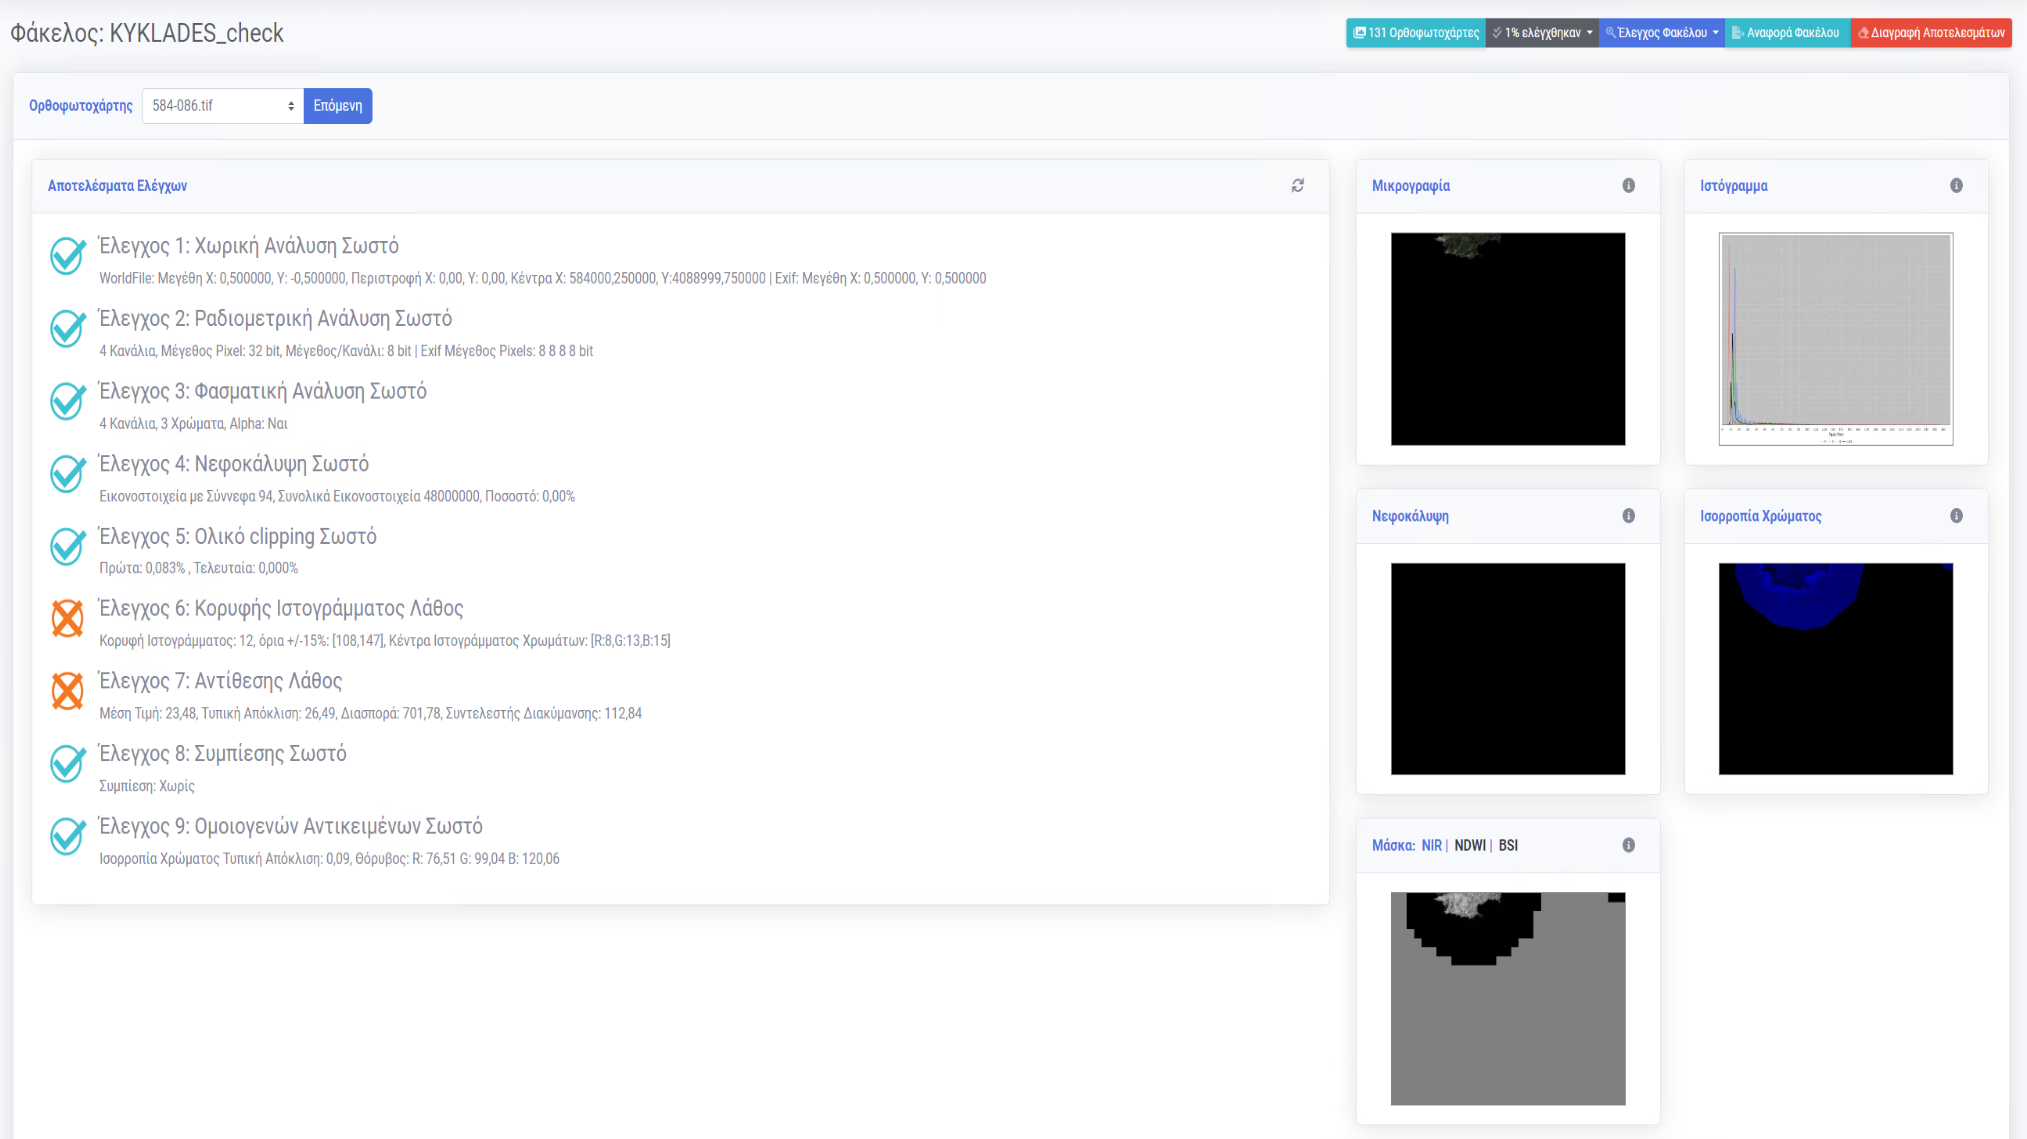 Φάκελος: KYKLADES_check
131 Ορθοφωτοχάρτες
1% ελέγχθηκαν
Έλεγχος Φακέλου
Αναφορά Φακέλου
Διαγραφή Αποτελεσμάτων
Ορθοφωτοχάρτης
584-086.tif
Επόμενη
Αποτελέσματα Ελέγχων
Έλεγχος 1: Χωρική Ανάλυση Σωστό
WorldFile: Μεγέθη X: 0,500000, Y: -0,500000, Περιστροφή X: 0,00, Y: 0,00, Κέντρα X: 584000,250000, Y:4088999,750000 | Exif: Μεγέθη X: 0,500000, Y: 0,500000
Έλεγχος 2: Ραδιομετρική Ανάλυση Σωστό
4 Κανάλια, Μέγεθος Pixel: 32 bit, Μέγεθος/Κανάλι: 8 bit | Exif Μέγεθος Pixels: 8 8 8 8 bit
Έλεγχος 3: Φασματική Ανάλυση Σωστό
4 Κανάλια, 3 Χρώματα, Alpha: Ναι
Έλεγχος 4: Νεφοκάλυψη Σωστό
Εικονοστοιχεία με Σύννεφα 94, Συνολικά Εικονοστοιχεία 48000000, Ποσοστό: 0,00%
Έλεγχος 5: Ολικό clipping Σωστό
Πρώτα: 0,083% , Τελευταία: 0,000%
Έλεγχος 6: Κορυφής Ιστογράμματος Λάθος
Κορυφή Ιστογράμματος: 12, όρια +/-15%: [108,147], Κέντρα Ιστογράμματος Χρωμάτων: [R:8,G:13,B:15]
Έλεγχος 7: Αντίθεσης Λάθος
Μέση Τιμή: 23,48, Τυπική Απόκλιση: 26,49, Διασπορά: 701,78, Συντελεστής Διακύμανσης: 112,84
Έλεγχος 8: Συμπίεσης Σωστό
Συμπίεση: Χωρίς
Έλεγχος 9: Ομοιογενών Αντικειμένων Σωστό
Ισορροπία Χρώματος Τυπική Απόκλιση: 0,09, Θόρυβος: R: 76,51 G: 99,04 B: 120,06
Μικρογραφία
Ιστόγραμμα
Νεφοκάλυψη
Ισορροπία Χρώματος
Μάσκα: NIR | NDWI | BSI